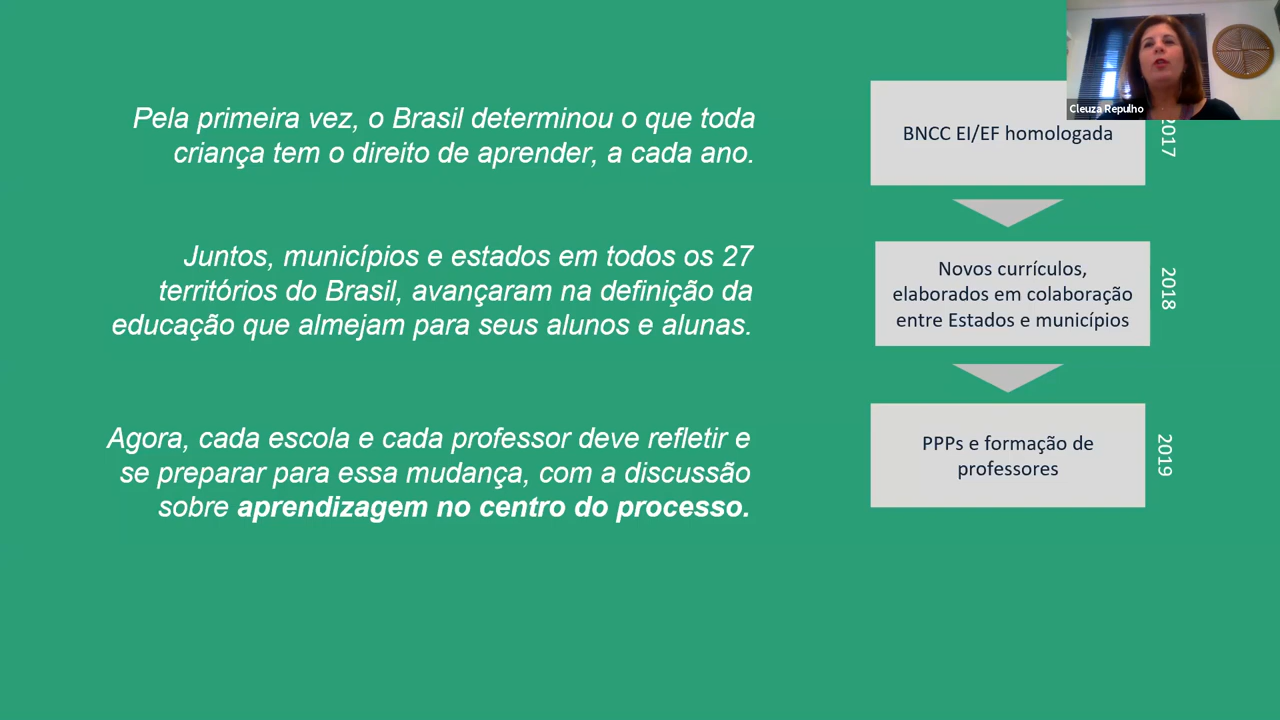 Cleuza Repulho
Pela primeira vez, o Brasil determinou o que toda
criança tem o direito de aprender, a cada ano.
BNCC EI/EF homologada
2017
Juntos, municípios e estados em todos os 27
territórios do Brasil, avançaram na definição da
educação que almejam para seus alunos e alunas.
Novos currículos,
elaborados em colaboração
entre Estados e municípios
2018
Agora, cada escola e cada professor deve refletir e
se preparar para essa mudança, com a discussão
sobre aprendizagem no centro do processo.
PPPs e formação de
professores
2019